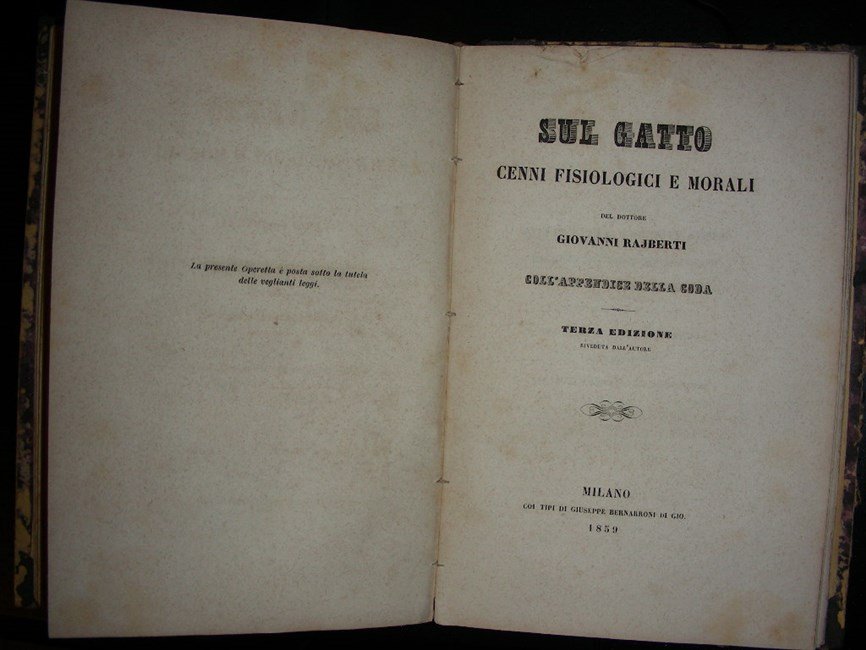 La presente Operetta è posta sotto la tutela
delle veglianti leggi.
SUL GATTO
CENNI FISIOLOGICI E MORALI
DEL DOTTORE
GIOVANNI RAJBERTI
COLL'APPENDICE DELLA CODA
TERZA EDIZIONE
RIVEDUTA DALL'AUTORE
MILANO
COI TIPI DI GIUSEPPE BERNARDONI DI GIO.
1859